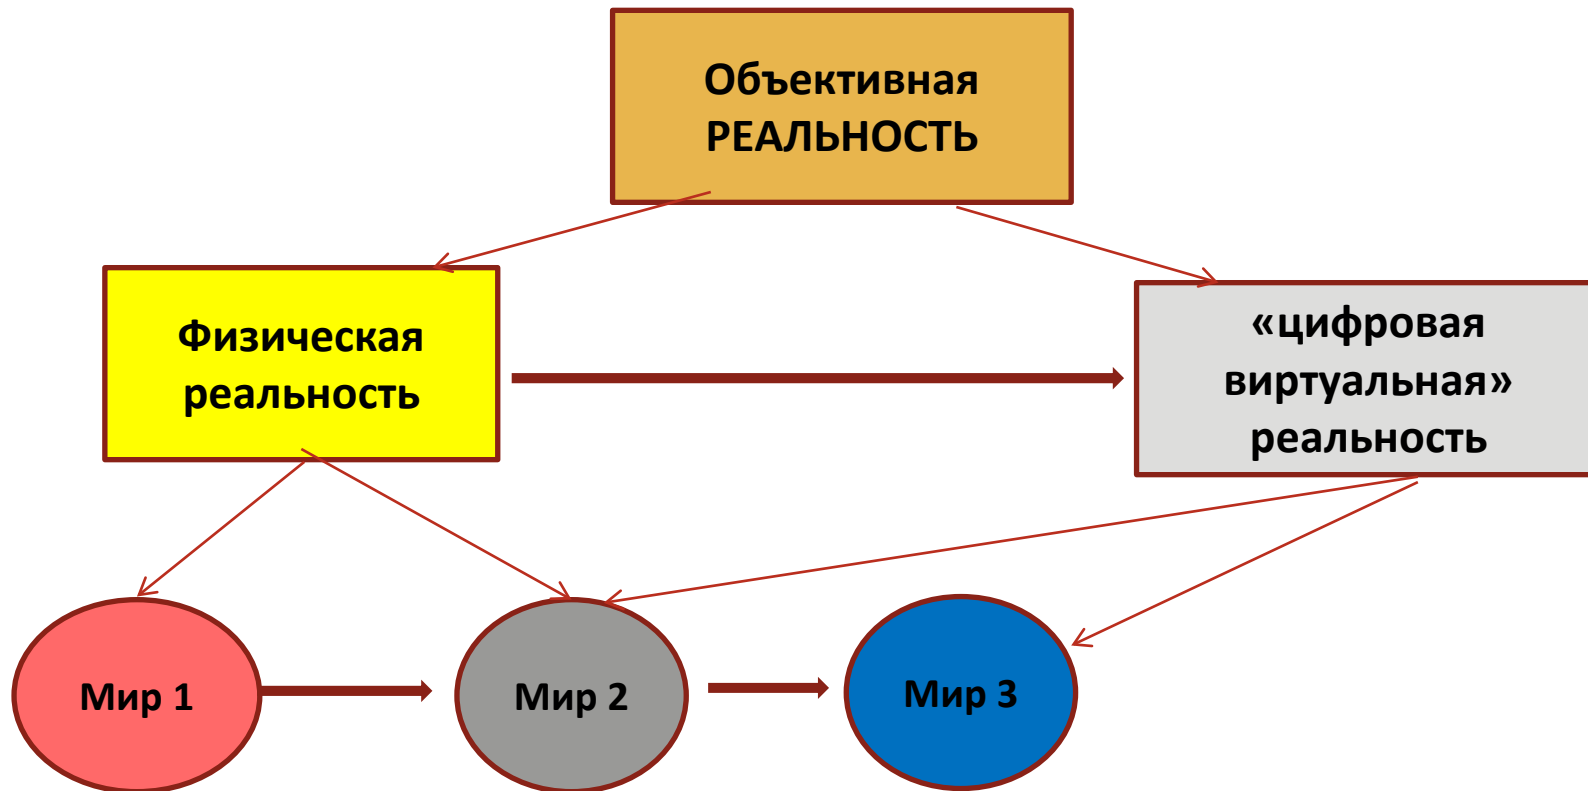 Объективная
РЕАЛЬНОСТЬ
Физическая
реальность
«цифровая
виртуальная»
реальность
Мир 1
Мир 2
Мир 3